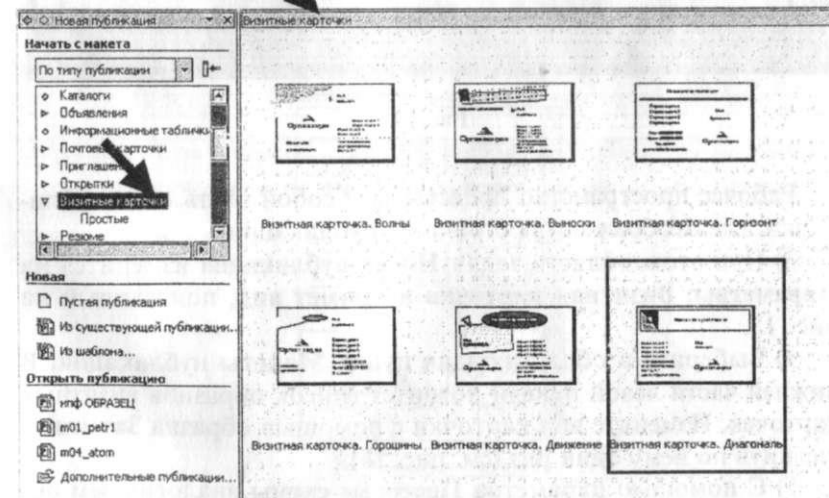 Новая публикация
Начать с макета
По типу публикации
Каталоги
Объявления
Информационные таблички
Почтовые карточки
Приглашения
Открытки
Визитные карточки
Простые
Резюме
Новая
Пустая публикация
Из существующей публикации...
Из шаблона...
Открыть публикацию
инф ОБРАЗЕЦ
m01_petr1
m04_atom
Дополнительные публикации...
Визитные карточки
Визитная карточка. Волны
Визитная карточка. Выноски
Визитная карточка. Горизонт
Визитная карточка. Горошины
Визитная карточка. Движение
Визитная карточка. Диагональ